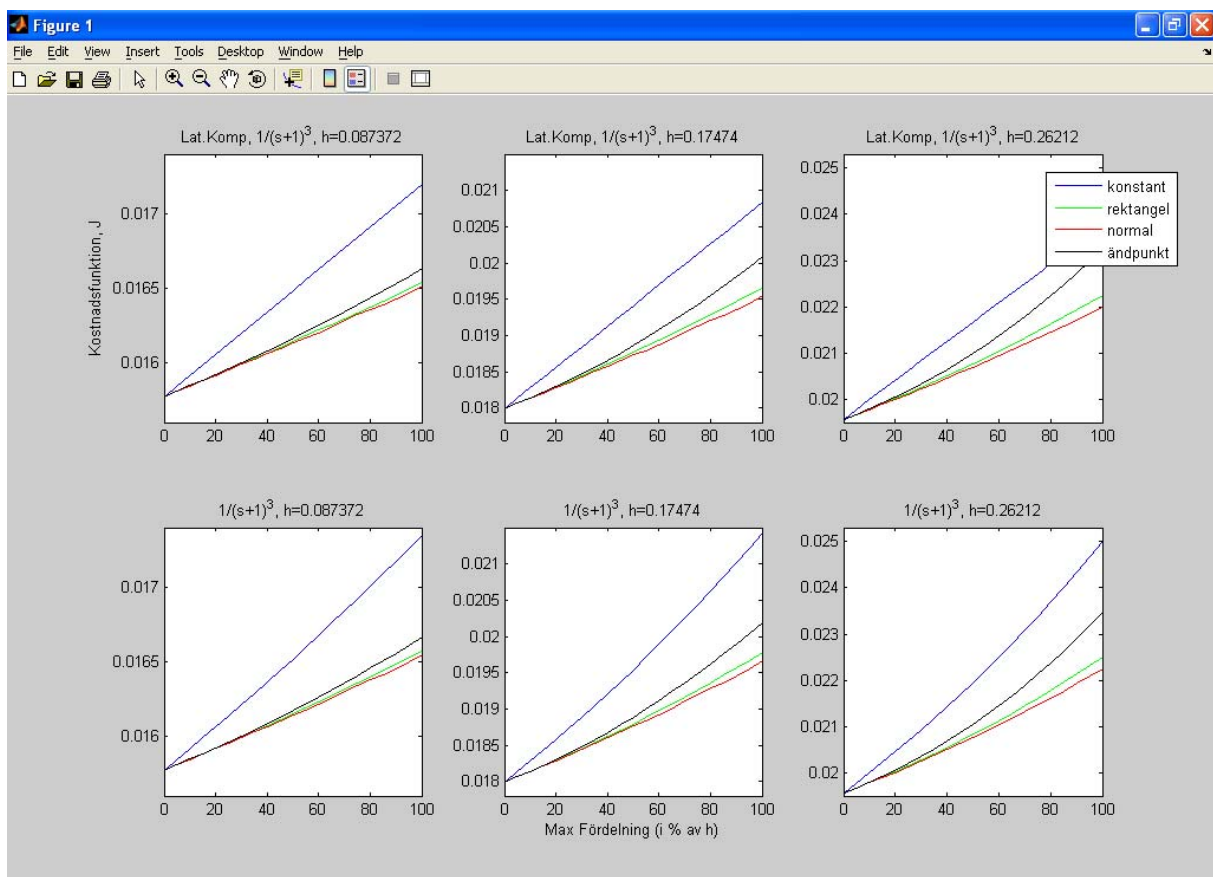 Figure 1
File Edit View Insert Tools Desktop Window Help
Lat.Komp, 1/(s+1)^3, h=0.087372
Kostnadsfunktion, J
0.017
0.0165
0.016
0 20 40 60 80 100
Lat.Komp, 1/(s+1)^3, h=0.17474
0.021
0.0205
0.02
0.0195
0.019
0.0185
0.018
0 20 40 60 80 100
Lat.Komp, 1/(s+1)^3, h=0.26212
0.025
0.024
0.023
0.022
0.021
0.02
0 20 40 60 80 100
konstant
rektangel
normal
ändpunkt
1/(s+1)^3, h=0.087372
0.017
0.0165
0.016
0 20 40 60 80 100
1/(s+1)^3, h=0.17474
0.021
0.0205
0.02
0.0195
0.019
0.0185
0.018
0 20 40 60 80 100
Max Fördelning (i % av h)
1/(s+1)^3, h=0.26212
0.025
0.024
0.023
0.022
0.021
0.02
0 20 40 60 80 100